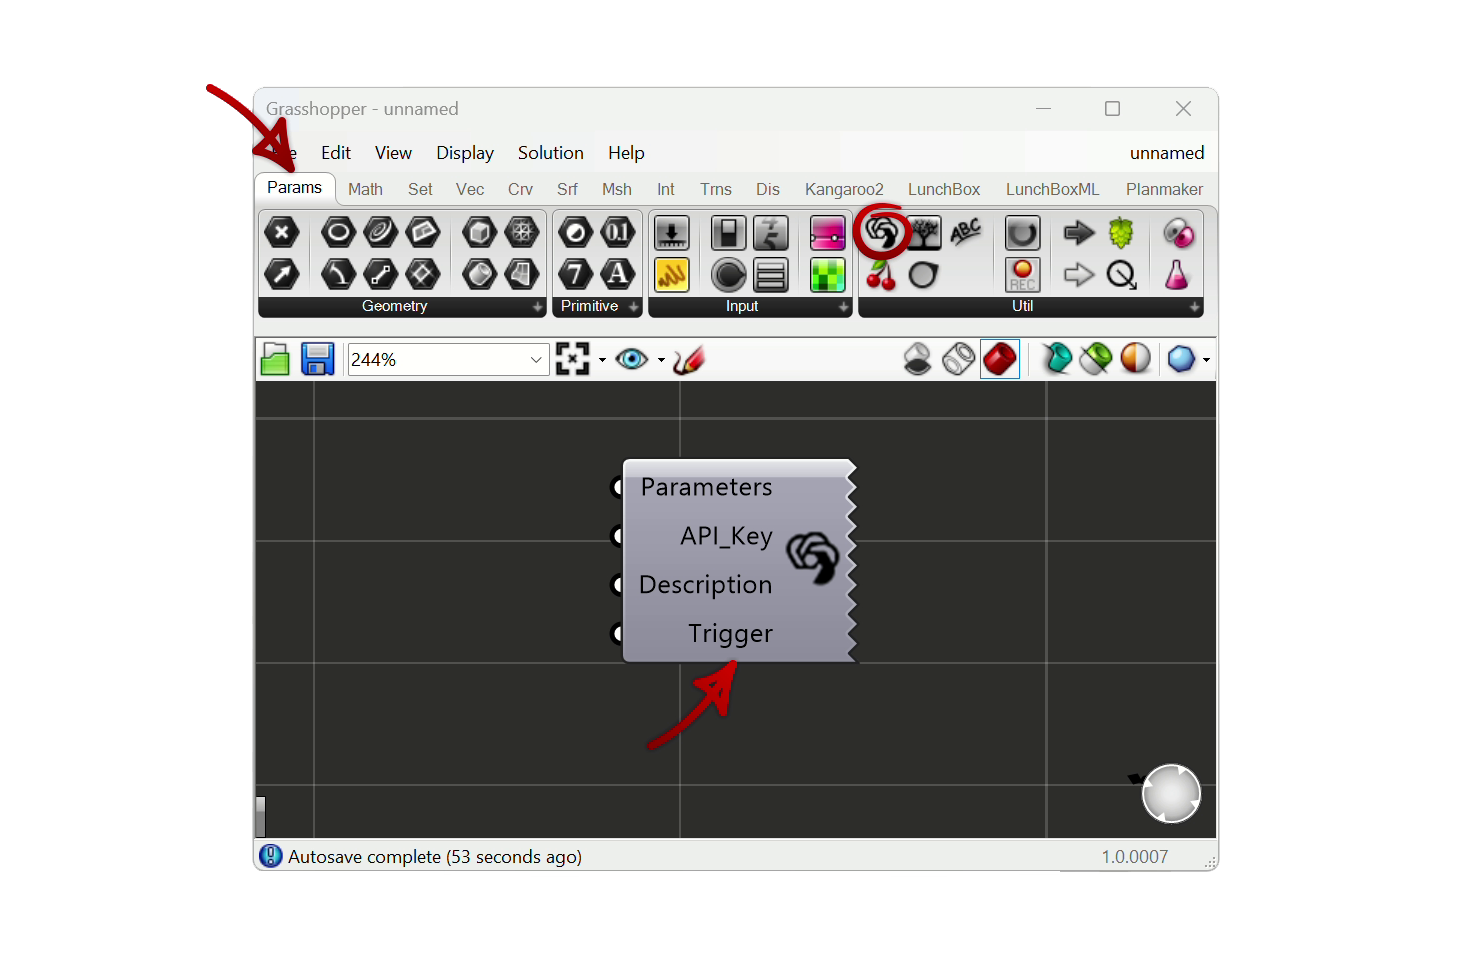 Grasshopper - unnamed
Edit View Display Solution Help unnamed
Params Math Set Vec Crv Srf Msh Int Trns Dis Kangaroo2 LunchBox LunchBoxML Planmaker
0.1 ABC
7 A REC
Geometry Primitive Input Util
244%
Parameters
API_Key
Description
Trigger
Autosave complete (53 seconds ago) 1.0.0007